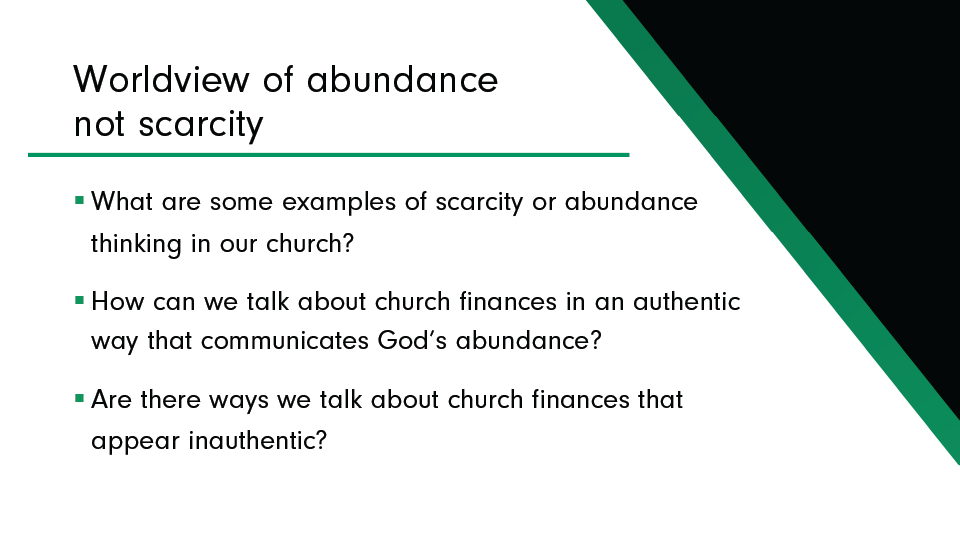 Worldview of abundance
not scarcity
▪ What are some examples of scarcity or abundance
thinking in our church?
▪ How can we talk about church finances in an authentic
way that communicates God’s abundance?
▪ Are there ways we talk about church finances that
appear inauthentic?